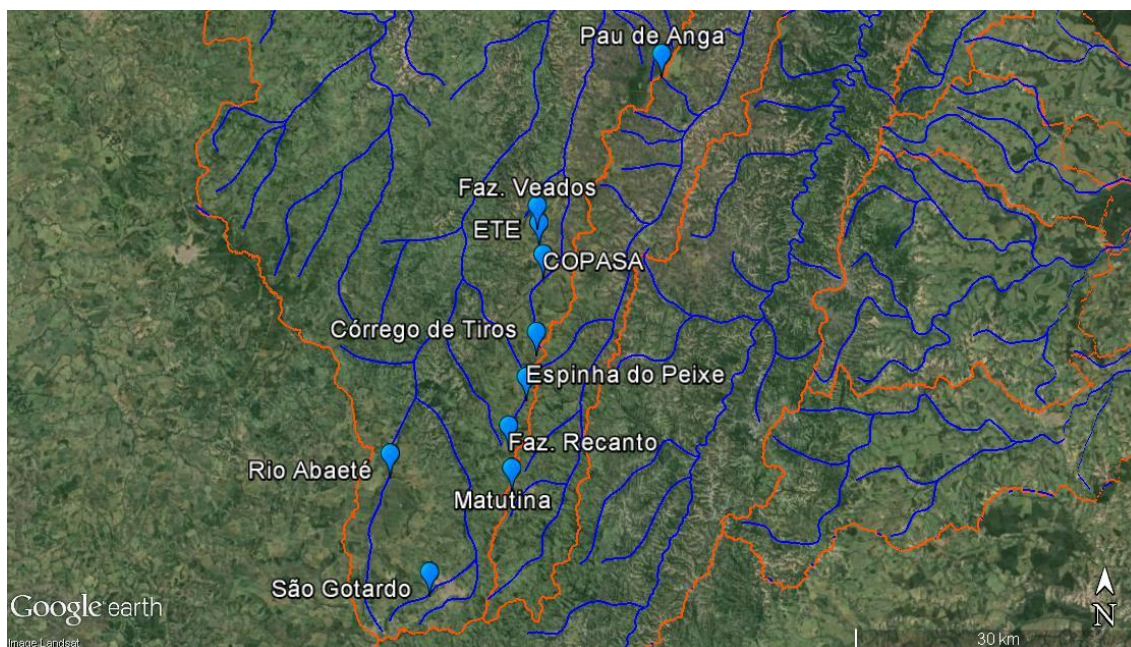 Pau de Anga
Faz. Veados
ETE
COPASA
Córrego de Tiros
Espinha do Peixe
Faz. Recanto
Rio Abaeté
Matutina
São Gotardo
Google earth
N
Image Landsat
30 km